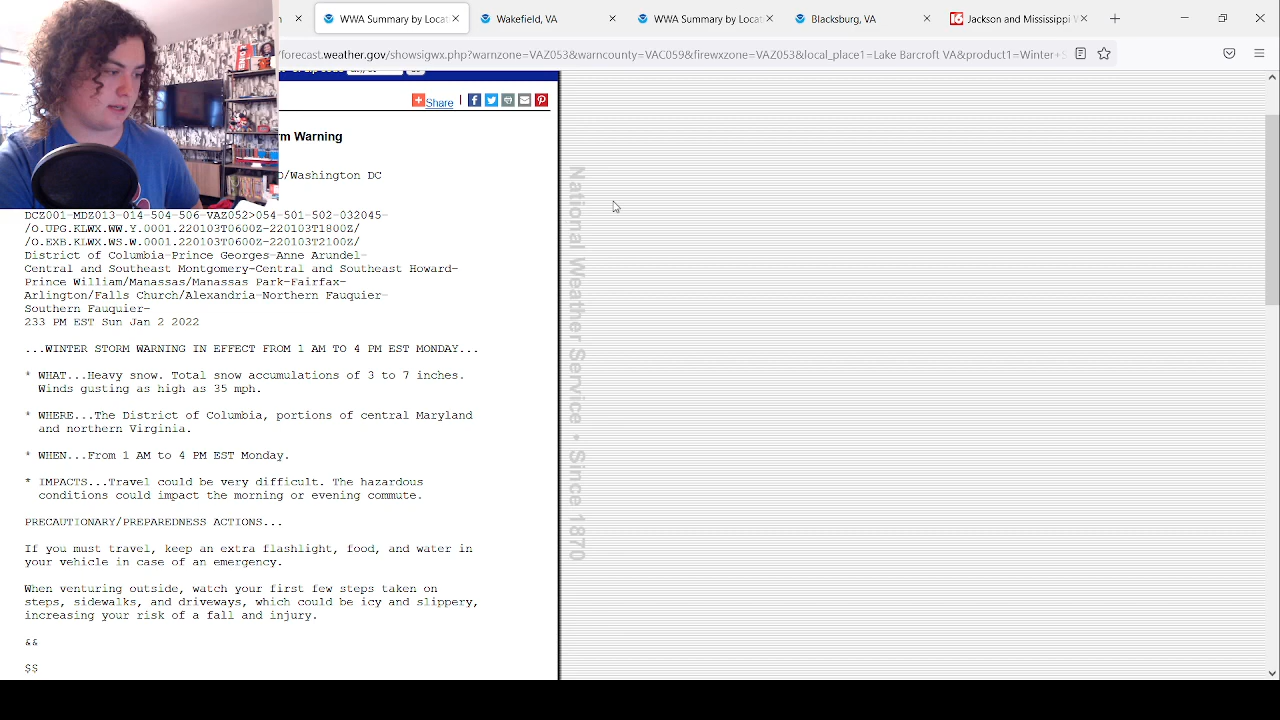 WWA Summary by Locat
Wakefield, VA
WWA Summary by Locat
Blacksburg, VA
16
Jackson and Mississippi V
forecast.weather.gov/showsigwx.php?warnzone=VAZ053&warncounty=VAC059&firewxzone=VAZ053&local_place1=Lake Barcroft VA&product1=Winter+
Share
m Warning
/Washington DC
DCZ001-MDZ013-014-504-506-VAZ052>054-501-502-032045-
/O.UPG.KLWX.WW.Y.0001.220103T0600Z-220103T1800Z/
/O.EXB.KLWX.WS.W.0001.220103T0600Z-220103T2100Z/
District of Columbia-Prince Georges-Anne Arundel-
Central and Southeast Montgomery-Central and Southeast Howard-
Prince William/Manassas/Manassas Park-Fairfax-
Arlington/Falls Church/Alexandria-Northern Fauquier-
Southern Fauquier-
233 PM EST Sun Jan 2 2022
...WINTER STORM WARNING IN EFFECT FROM 1 AM TO 4 PM EST MONDAY...
* WHAT...Heavy snow. Total snow accumulations of 3 to 7 inches.
Winds gusting as high as 35 mph.
* WHERE...The District of Columbia, portions of central Maryland
and northern Virginia.
* WHEN...From 1 AM to 4 PM EST Monday.
* IMPACTS...Travel could be very difficult. The hazardous
conditions could impact the morning or evening commute.
PRECAUTIONARY/PREPAREDNESS ACTIONS...
If you must travel, keep an extra flashlight, food, and water in
your vehicle in case of an emergency.
When venturing outside, watch your first few steps taken on
steps, sidewalks, and driveways, which could be icy and slippery,
increasing your risk of a fall and injury.
&&
$$
National Weather Service • Since 1870